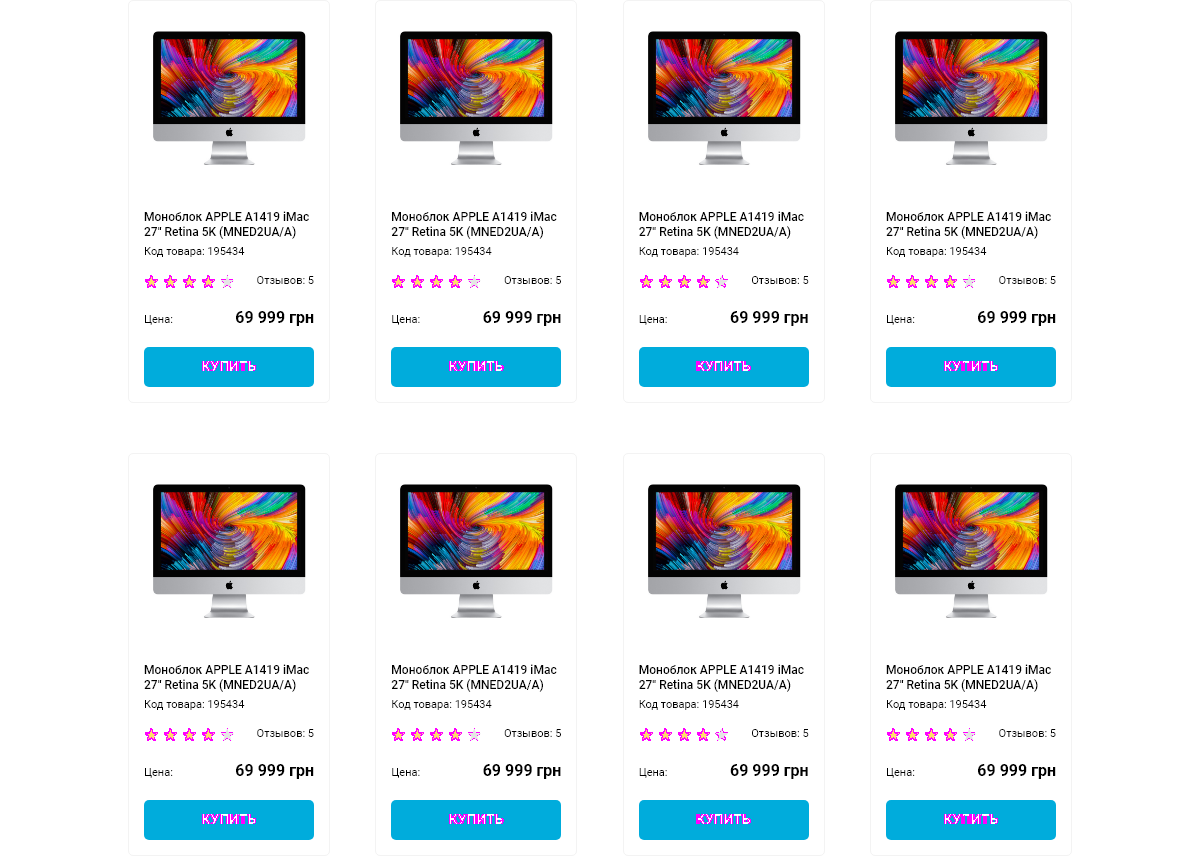 Моноблок APPLE A1419 iMac
27" Retina 5K (MNED2UA/A)
Код товара: 195434
Отзывов: 5
Цена: 69 999 грн
КУПИТЬ
Моноблок APPLE A1419 iMac
27" Retina 5K (MNED2UA/A)
Код товара: 195434
Отзывов: 5
Цена: 69 999 грн
КУПИТЬ
Моноблок APPLE A1419 iMac
27" Retina 5K (MNED2UA/A)
Код товара: 195434
Отзывов: 5
Цена: 69 999 грн
КУПИТЬ
Моноблок APPLE A1419 iMac
27" Retina 5K (MNED2UA/A)
Код товара: 195434
Отзывов: 5
Цена: 69 999 грн
КУПИТЬ
Моноблок APPLE A1419 iMac
27" Retina 5K (MNED2UA/A)
Код товара: 195434
Отзывов: 5
Цена: 69 999 грн
КУПИТЬ
Моноблок APPLE A1419 iMac
27" Retina 5K (MNED2UA/A)
Код товара: 195434
Отзывов: 5
Цена: 69 999 грн
КУПИТЬ
Моноблок APPLE A1419 iMac
27" Retina 5K (MNED2UA/A)
Код товара: 195434
Отзывов: 5
Цена: 69 999 грн
КУПИТЬ
Моноблок APPLE A1419 iMac
27" Retina 5K (MNED2UA/A)
Код товара: 195434
Отзывов: 5
Цена: 69 999 грн
КУПИТЬ